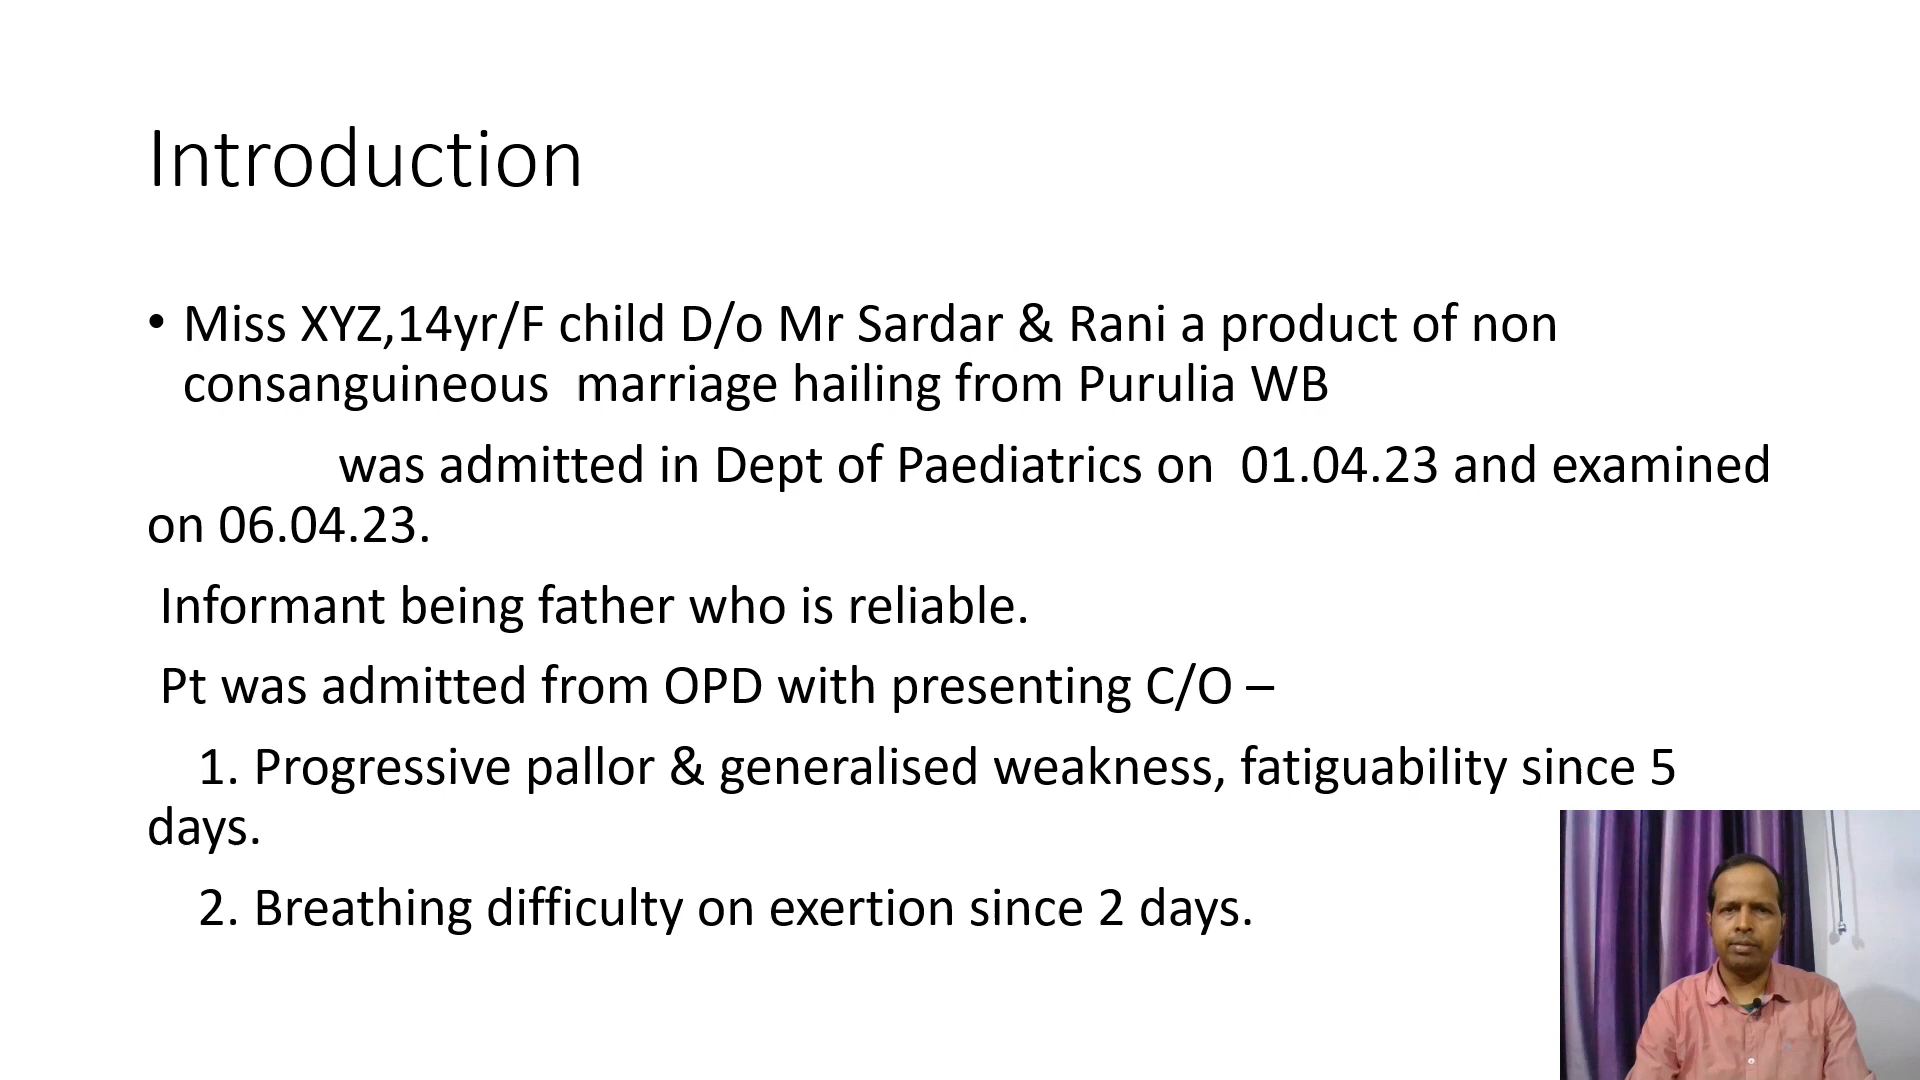 Introduction
• Miss XYZ,14yr/F child D/o Mr Sardar & Rani a product of non
consanguineous  marriage hailing from Purulia WB
was admitted in Dept of Paediatrics on  01.04.23 and examined
on 06.04.23.
Informant being father who is reliable.
Pt was admitted from OPD with presenting C/O –
1. Progressive pallor & generalised weakness, fatiguability since 5
days.
2. Breathing difficulty on exertion since 2 days.